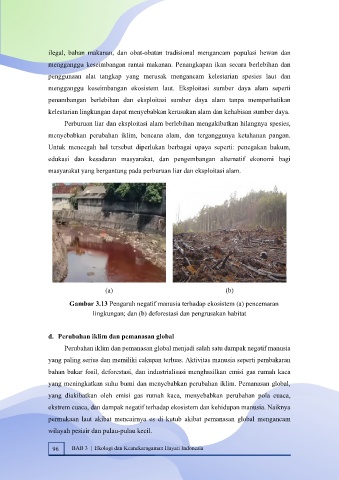 ilegal, bahan makanan, dan obat-obatan tradisional mengancam populasi hewan dan
mengganggu keseimbangan rantai makanan. Penangkapan ikan secara berlebihan dan
penggunaan alat tangkap yang merusak mengancam kelestarian spesies laut dan
mengganggu keseimbangan ekosistem laut. Eksploitasi sumber daya alam seperti
penambangan berlebihan dan eksploitasi sumber daya alam tanpa memperhatikan
kelestarian lingkungan dapat menyebabkan kerusakan alam dan kehabisan sumber daya.
Perburuan liar dan eksploitasi alam berlebihan mengakibatkan hilangnya spesies,
menyebabkan perubahan iklim, bencana alam, dan terganggunya ketahanan pangan.
Untuk mencegah hal tersebut diperlukan berbagai upaya seperti: penegakan hukum,
edukasi dan kesadaran masyarakat, dan pengembangan alternatif ekonomi bagi
masyarakat yang bergantung pada perburuan liar dan eksploitasi alam.
(a) (b)
Gambar 3.13 Pengaruh negatif manusia terhadap ekosistem (a) pencemaran
lingkungan; dan (b) deforestasi dan pengrusakan habitat
d. Perubahan iklim dan pemanasan global
Perubahan iklim dan pemanasan global menjadi salah satu dampak negatif manusia
yang paling serius dan memiliki cakupan terluas. Aktivitas manusia seperti pembakaran
bahan bakar fosil, deforestasi, dan industrialisasi menghasilkan emisi gas rumah kaca
yang meningkatkan suhu bumi dan menyebabkan perubahan iklim. Pemanasan global,
yang diakibatkan oleh emisi gas rumah kaca, menyebabkan perubahan pola cuaca,
ekstrem cuaca, dan dampak negatif terhadap ekosistem dan kehidupan manusia. Naiknya
permukaan laut akibat mencairnya es di kutub akibat pemanasan global mengancam
wilayah pesisir dan pulau-pulau kecil.
96 BAB 3 | Ekologi dan Keanekaragaman Hayati Indonesia